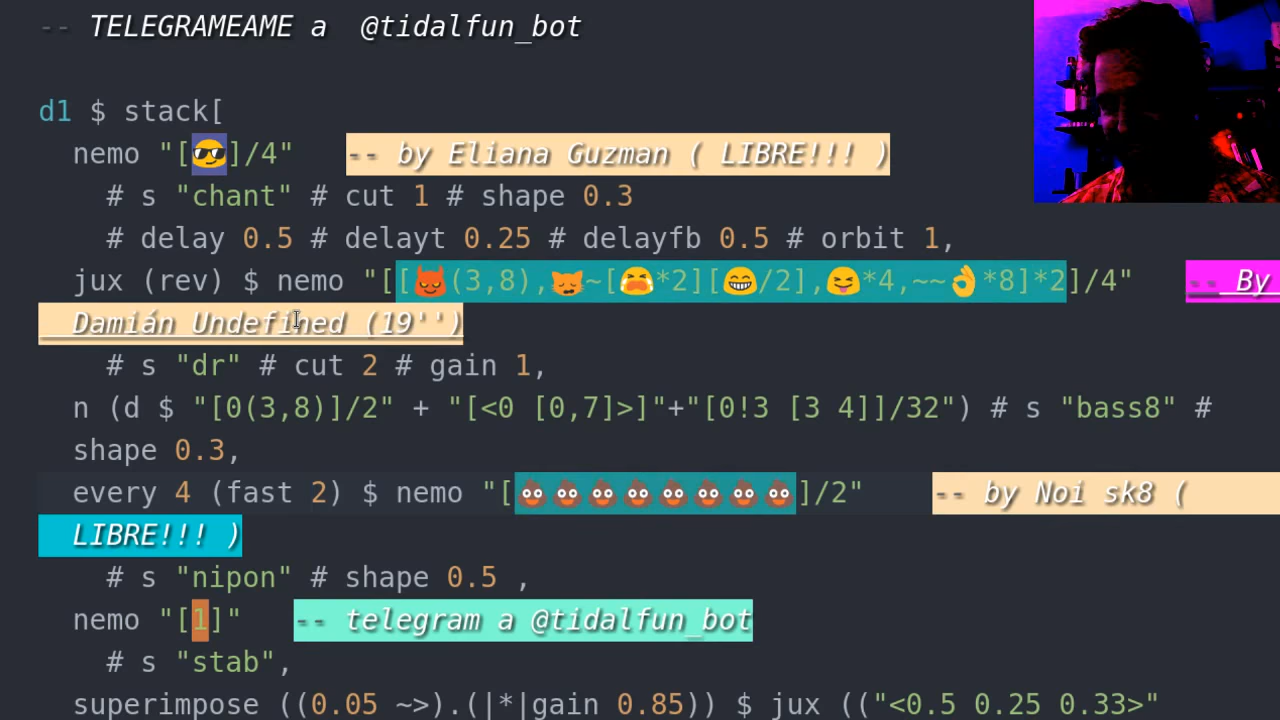 -- TELEGRAMEAME a  @tidalfun_bot
d1 $ stack[
nemo "[😎]/4"   -- by Eliana Guzman ( LIBRE!!! )
# s "chant" # cut 1 # shape 0.3
# delay 0.5 # delayt 0.25 # delayfb 0.5 # orbit 1,
jux (rev) $ nemo "[[😈(3,8),😼~[😭*2][😁/2],😜*4,~~👌*8]*2]/4"   -- By
Damián Undefined (19'')
# s "dr" # cut 2 # gain 1,
n (d $ "[0(3,8)]/2" + "[<0 [0,7]>]"+"[0!3 [3 4]]/32") # s "bass8" #
shape 0.3,
every 4 (fast 2) $ nemo "[💩💩💩💩💩💩💩💩]/2"    -- by Noi sk8 (
LIBRE!!! )
# s "nipon" # shape 0.5 ,
nemo "[1]"   -- telegram a @tidalfun_bot
# s "stab",
superimpose ((0.05 ~>).(|*|gain 0.85)) $ jux (("<0.5 0.25 0.33>"